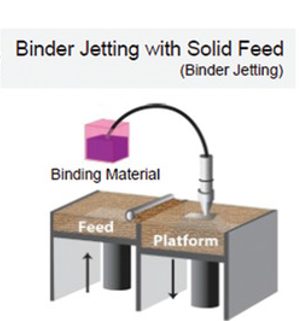 Binder Jetting with Solid Feed
(Binder Jetting)
Binding Material
Feed
Platform